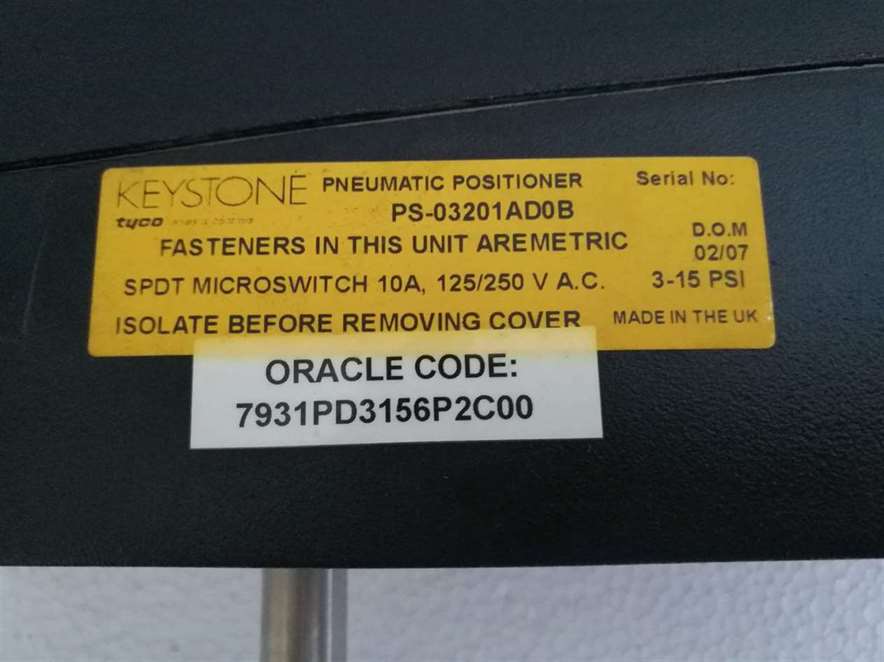 KEYSTONE PNEUMATIC POSITIONER Serial No:
tyco PS-03201AD0B
D.O.M
FASTENERS IN THIS UNIT AREMETRIC 02/07
SPDT MICROSWITCH 10A, 125/250 V A.C. 3-15 PSI
ISOLATE BEFORE REMOVING COVER MADE IN THE UK
ORACLE CODE:
7931PD3156P2C00